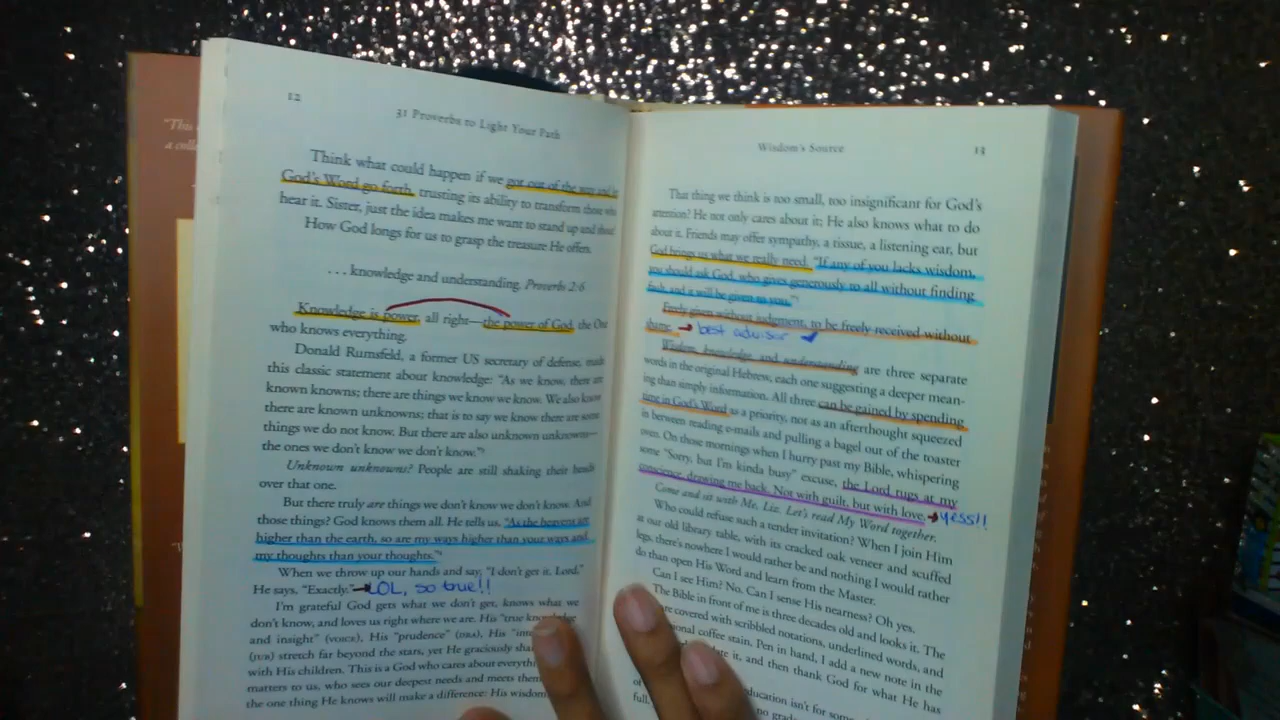 "This
a coll
12
31 Proverbs to Light Your Path
Think what could happen if we got out of the way and let
God's Word go forth, trusting its ability to transform those who
hear it. Sister, just the idea makes me want to stand up and shout
How God longs for us to grasp the treasure He offers.
. . . knowledge and understanding. Proverbs 2:6
Knowledge is power, all right—the power of God, the One
who knows everything.
Donald Rumsfeld, a former US secretary of defense, made
this classic statement about knowledge: "As we know, there are
known knowns; there are things we know we know. We also know
there are known unknowns; that is to say we know there are some
things we do not know. But there are also unknown unknowns—
the ones we don't know we don't know."
Unknown unknowns? People are still shaking their heads
over that one.
But there truly are things we don't know we don't know. And
those things? God knows them all. He tells us, "As the heavens are
higher than the earth, so are my ways higher than your ways and
my thoughts than your thoughts."
When we throw up our hands and say, "I don't get it, Lord,"
He says, "Exactly." LOL, so true!!
I'm grateful God gets what we don't get, knows what we
don't know, and loves us right where we are. His "true knowledge
and insight" (VOICE), His "prudence" (DRA), His
stretch far beyond the stars, yet He graciously
with His children. This is a God who cares about everyth
matters to us, who sees our deepest needs and meets them
the one thing He knows will make a difference: His wisdom
Wisdom's Source
13
That thing we think is too small, too insignificant for God's
attention? He not only cares about it; He also knows what to do
about it. Friends may offer sympathy, a tissue, a listening ear, but
God brings us what we really need. "If any of you lacks wisdom,
you should ask God, who gives generously to all without finding
fault, and it will be given to you."
Freely given without judgment, to be freely received without
shame. best advisor
Wisdom, knowledge, and understanding are three separate
words in the original Hebrew, each one suggesting a deeper mean-
ing than simply information. All three can be gained by spending
time in God's Word as a priority, not as an afterthought squeezed
in between reading e-mails and pulling a bagel out of the toaster
oven. On those mornings when I hurry past my Bible, whispering
some "Sorry, but I'm kinda busy" excuse, the Lord tugs at my
conscience, drawing me back. Not with guilt, but with love. yess!!
Come and sit with Me, Liz. Let's read My Word together.
Who could refuse such a tender invitation? When I join Him
at our old library table, with its cracked oak veneer and scuffed
legs, there's nowhere I would rather be and nothing I would rather
do than open His Word and learn from the Master.
Can I see Him? No. Can I sense His nearness? Oh yes.
The Bible in front of me is three decades old and looks it. The
are covered with scribbled notations, underlined words, and
onal coffee stain. Pen in hand, I add a new note in the
ate it, and then thank God for what He has
ducation isn't for some
full, no grad